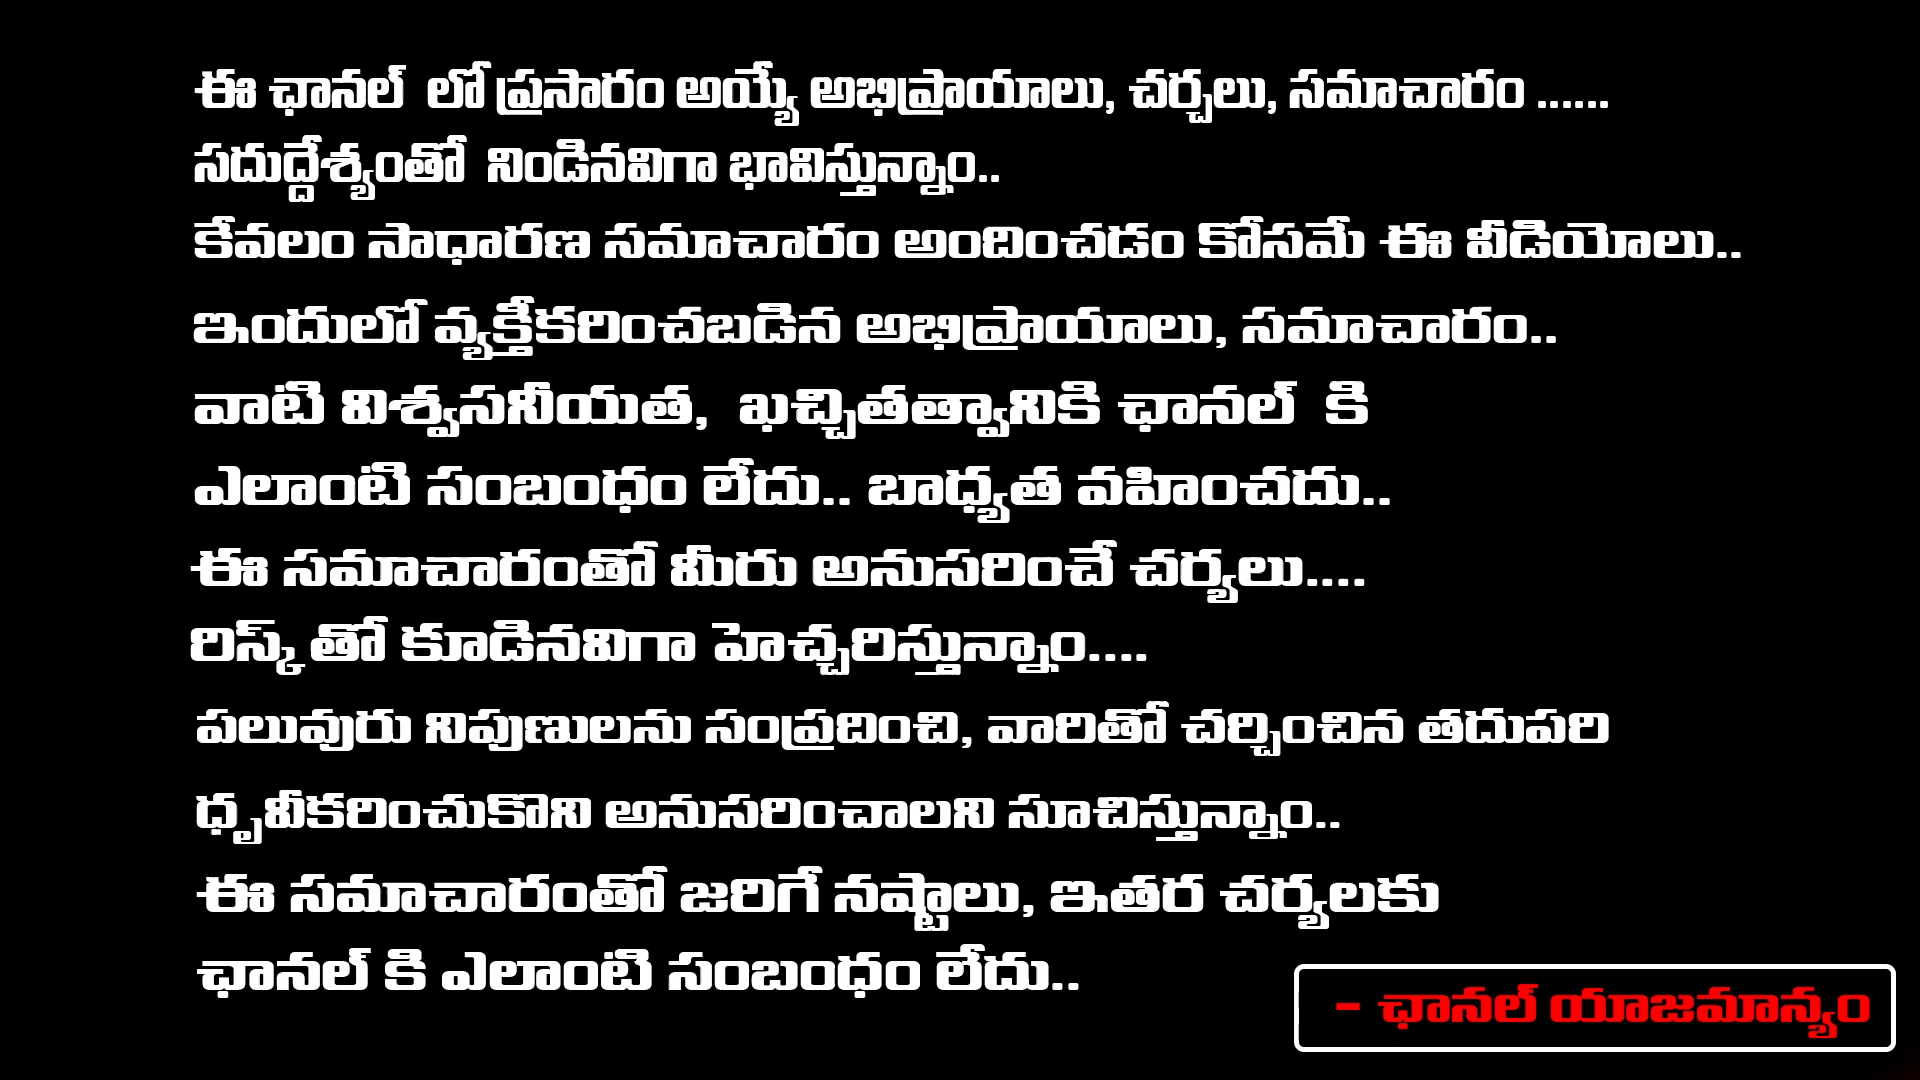 ఈ ఛానల్ లో ప్రసారం అయ్యే అభిప్రాయాలు, చర్చలు, సమాచారం ......
సదుద్దేశ్యంతో నిండినవిగా భావిస్తున్నాం..
కేవలం సాధారణ సమాచారం అందించడం కోసమే ఈ వీడియోలు..
ఇందులో వ్యక్తీకరించబడిన అభిప్రాయాలు, సమాచారం..
వాటి విశ్వసనీయత, ఖచ్చితత్వానికి ఛానల్ కి
ఎలాంటి సంబంధం లేదు.. బాధ్యత వహించదు..
ఈ సమాచారంతో మీరు అనుసరించే చర్యలు....
రిస్క్ తో కూడినవిగా హెచ్చరిస్తున్నాం....
పలువురు నిపుణులను సంప్రదించి, వారితో చర్చించిన తదుపరి
ధృవీకరించుకొని అనుసరించాలని సూచిస్తున్నాం..
ఈ సమాచారంతో జరిగే నష్టాలు, ఇతర చర్యలకు
ఛానల్ కి ఎలాంటి సంబంధం లేదు..
- ఛానల్ యాజమాన్యం